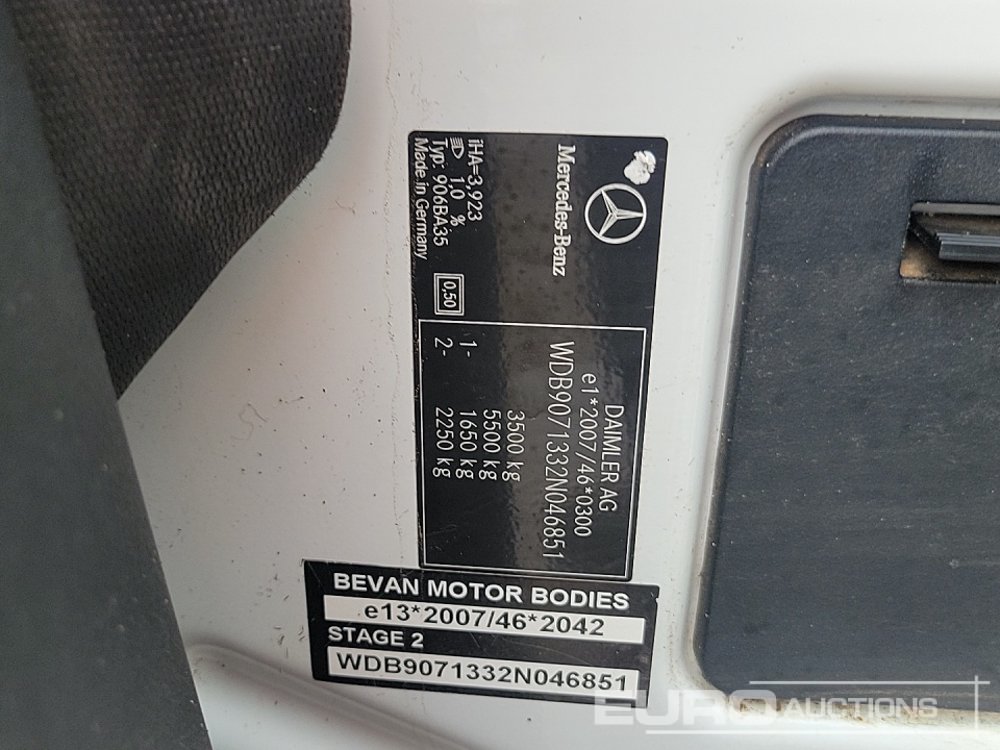 Mercedes-Benz
iHA=3,923
1,0 %
Typ: 906BA35
Made in Germany
0,50
DAIMLER AG
e1*2007/46*0300
WDB9071332N046851
3500 kg
5500 kg
1- 1650 kg
2- 2250 kg
BEVAN MOTOR BODIES
e13*2007/46*2042
STAGE 2
WDB9071332N046851
EURO AUCTIONS